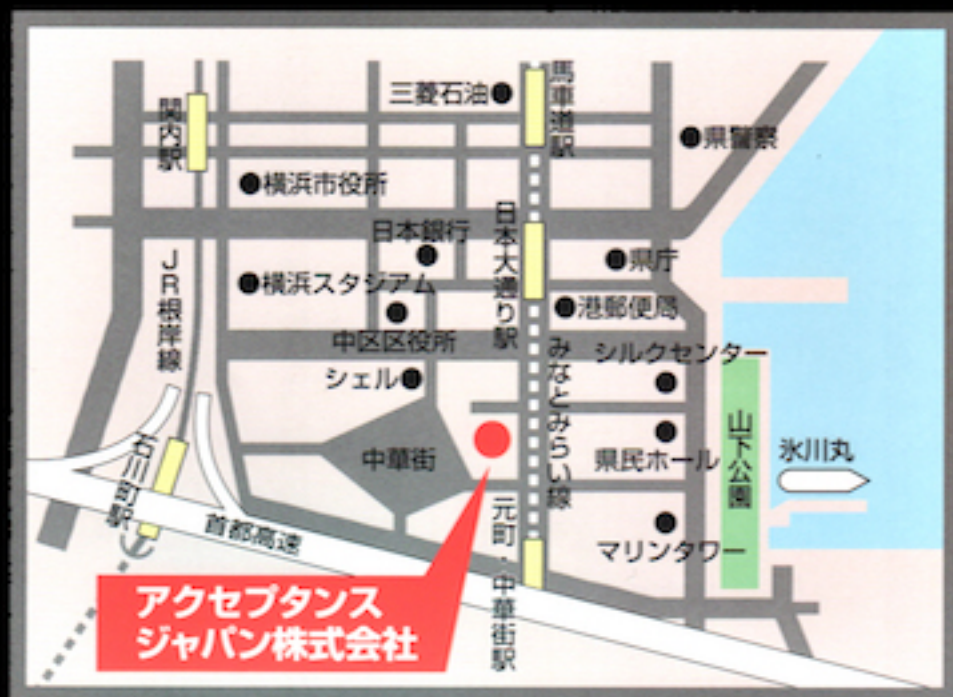 三菱石油
馬車道駅
関内駅
県警察
横浜市役所
日本銀行
日本大通り駅
県庁
JR根岸線
横浜スタジアム
港郵便局
中区区役所
シェル
みなとみらい線
シルクセンター
中華街
県民ホール
山下公園
氷川丸
石川町駅
首都高速
元町・中華街駅
マリンタワー
アクセプタンス
ジャパン株式会社